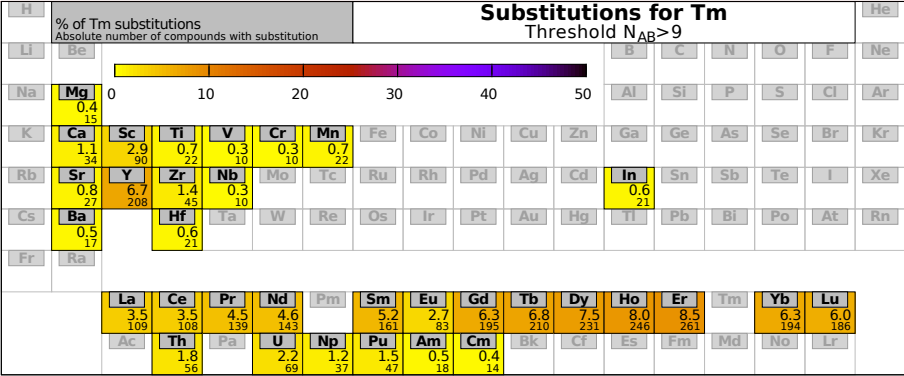 H He
% of Tm substitutions
Absolute number of compounds with substitution
Substitutions for Tm
Threshold N_AB>9
Li Be B C N O F Ne
0 10 20 30 40 50
Na Mg Al Si P S Cl Ar
0.4
15
K Ca Sc Ti V Cr Mn Fe Co Ni Cu Zn Ga Ge As Se Br Kr
1.1 2.9 0.7 0.3 0.3 0.7
34 90 22 10 10 22
Rb Sr Y Zr Nb Mo Tc Ru Rh Pd Ag Cd In Sn Sb Te I Xe
0.8 6.7 1.4 0.3 0.6
27 208 45 10 21
Cs Ba Hf Ta W Re Os Ir Pt Au Hg Tl Pb Bi Po At Rn
0.5 0.6
17 21
Fr Ra
La Ce Pr Nd Pm Sm Eu Gd Tb Dy Ho Er Tm Yb Lu
3.5 3.5 4.5 4.6 5.2 2.7 6.3 6.8 7.5 8.0 8.5 6.3 6.0
109 108 139 143 161 83 195 210 231 246 261 194 186
Ac Th Pa U Np Pu Am Cm Bk Cf Es Fm Md No Lr
1.8 2.2 1.2 1.5 0.5 0.4
56 69 37 47 18 14